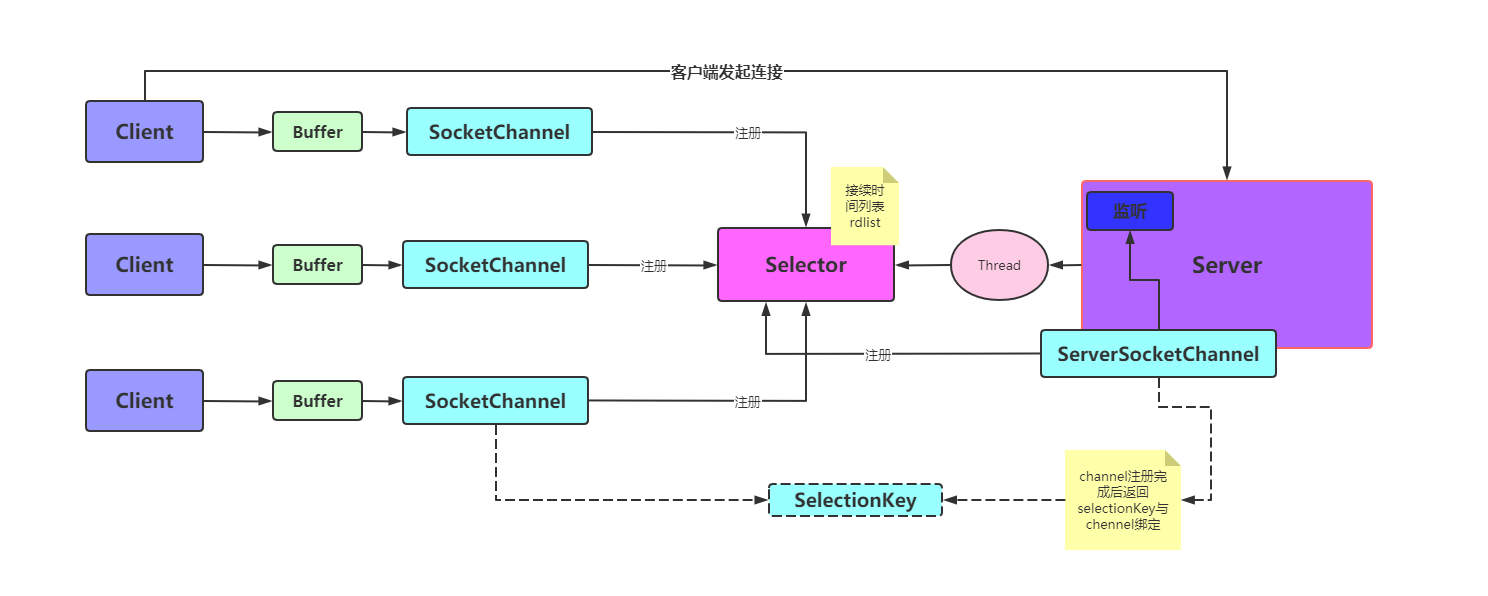 客户端发起连接
Client
Buffer
SocketChannel
注册
接续时
间列表
rdlist
监听
Client
Buffer
SocketChannel
注册
Selector
Thread
Server
注册
ServerSocketChannel
Client
Buffer
SocketChannel
注册
SelectionKey
channel注册完
成后返回
selectionKey与
chennel绑定